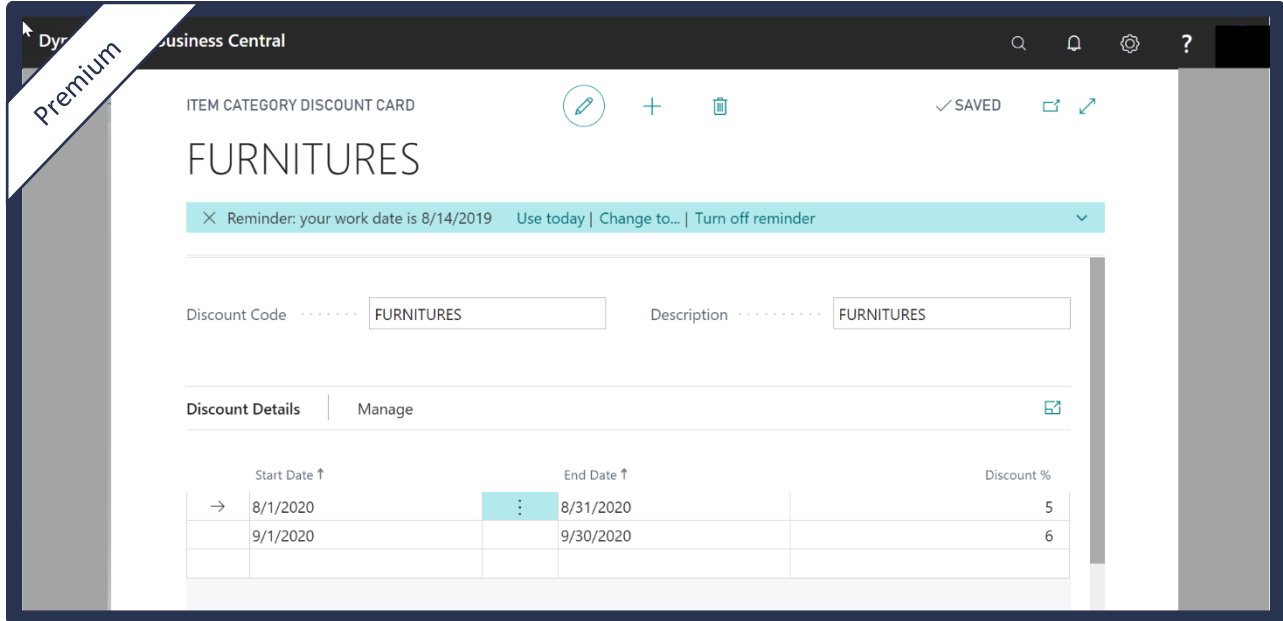 Premium
Dyn Business Central
?
ITEM CATEGORY DISCOUNT CARD
SAVED
FURNITURES
Reminder: your work date is 8/14/2019 Use today | Change to... | Turn off reminder
Discount Code FURNITURES Description FURNITURES
Discount Details Manage
Start Date End Date Discount %
8/1/2020 8/31/2020 5
9/1/2020 9/30/2020 6